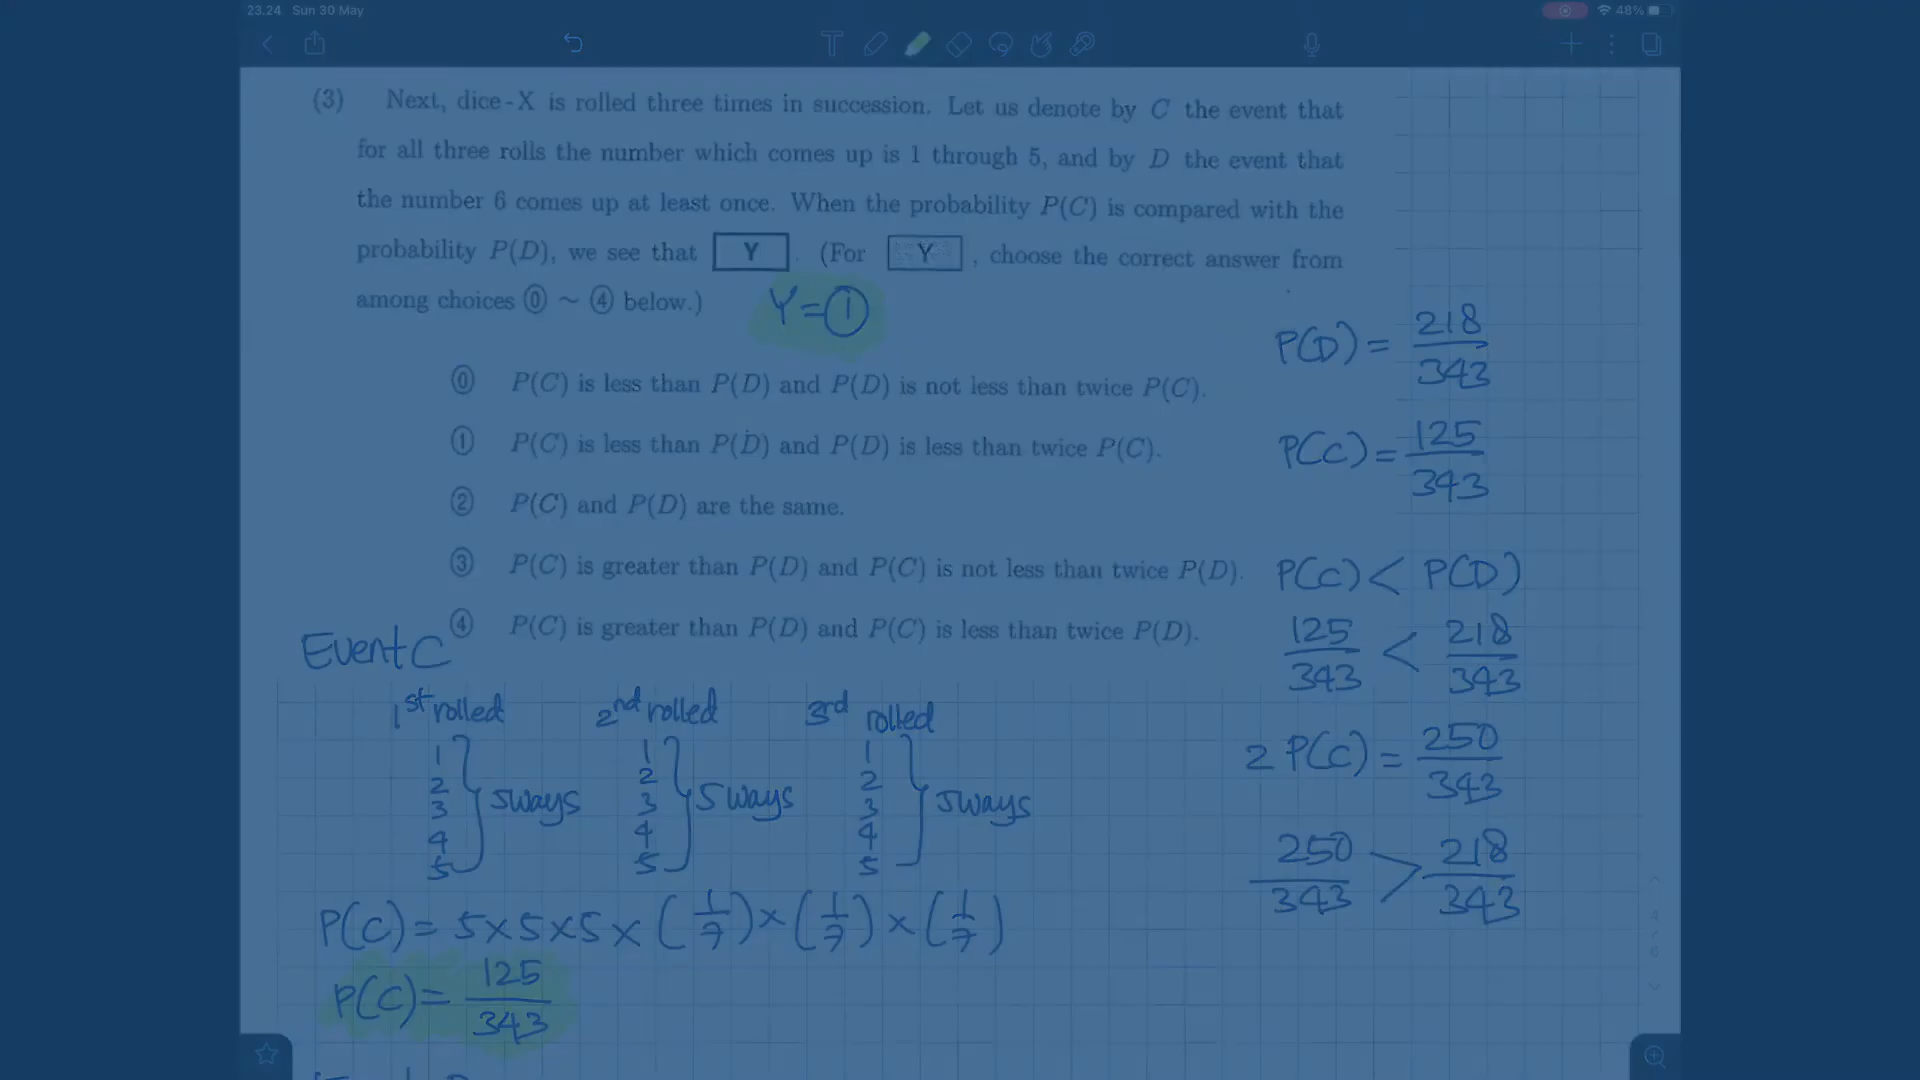 23.24 Sun 30 May
48%
(3) Next, dice-X is rolled three times in succession. Let us denote by C the event that
for all three rolls the number which comes up is 1 through 5, and by D the event that
the number 6 comes up at least once. When the probability P(C) is compared with the
probability P(D), we see that Y . (For Y , choose the correct answer from
among choices ⓪ ~ ④ below.)
Y=①
⓪ P(C) is less than P(D) and P(D) is not less than twice P(C).
① P(C) is less than P(D) and P(D) is less than twice P(C).
② P(C) and P(D) are the same.
③ P(C) is greater than P(D) and P(C) is not less than twice P(D).
④ P(C) is greater than P(D) and P(C) is less than twice P(D).
P(D) = 218/343
P(C) = 125/343
P(C) < P(D)
125/343 < 218/343
2 P(C) = 250/343
250/343 > 218/343
Event C
1st rolled 2nd rolled 3rd rolled
1 1 1
2 2 2
3 5ways 3 5ways 3 5ways
4 4 4
5 5 5
P(C) = 5×5×5×(1/7)×(1/7)×(1/7)
P(C) = 125/343